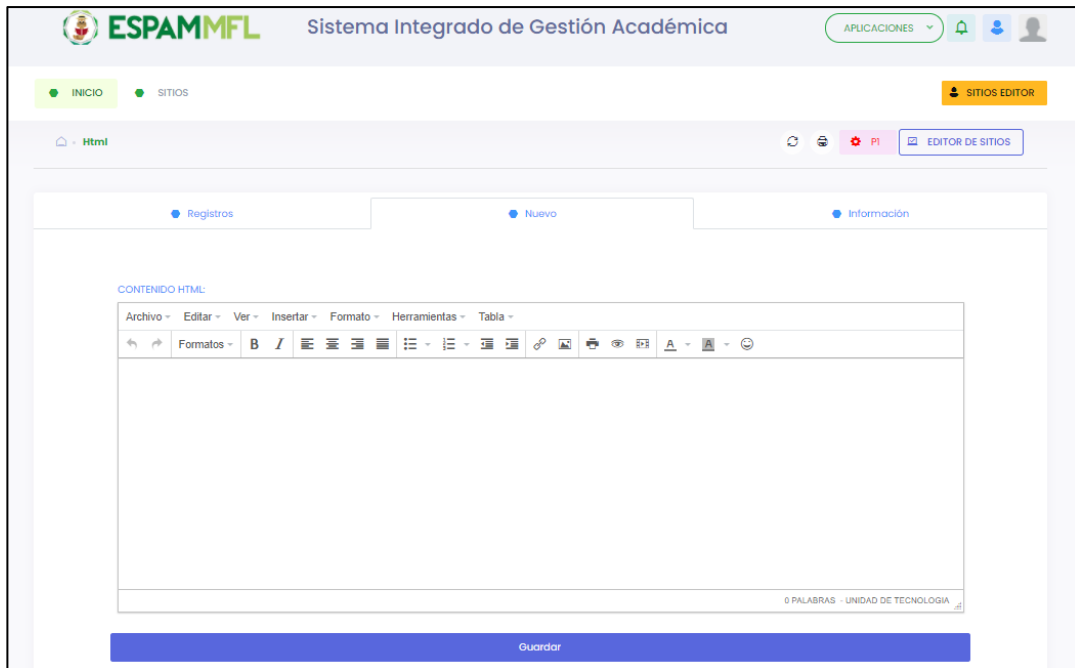 ESPAMMFL Sistema Integrado de Gestión Académica APLICACIONES
INICIO SITIOS SITIOS EDITOR
Html P1 EDITOR DE SITIOS
Registros Nuevo Información
CONTENIDO HTML:
Archivo Editar Ver Insertar Formato Herramientas Tabla
Formatos B I A A
0 PALABRAS - UNIDAD DE TECNOLOGIA
Guardar